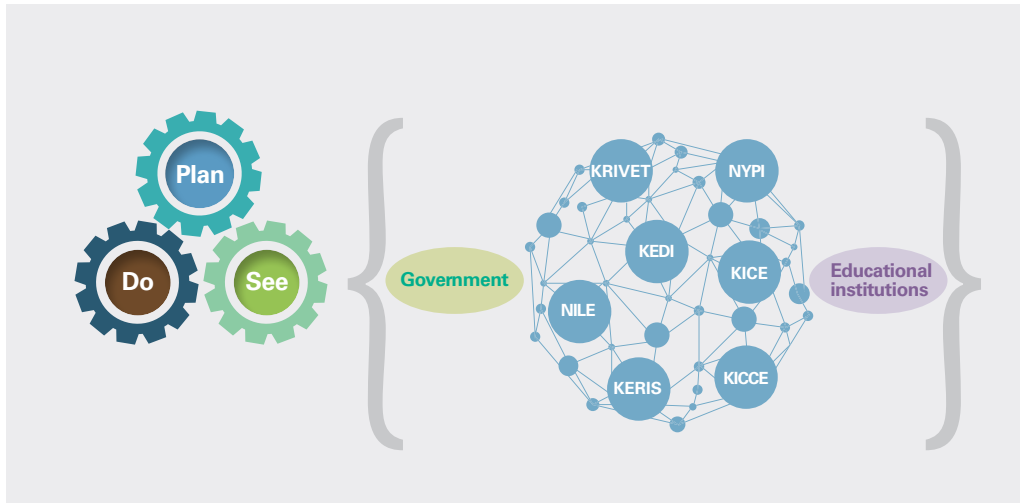 Plan
Do
See
Government
KRIVET
NYPI
KEDI
KICE
NILE
KERIS
KICCE
Educational
institutions